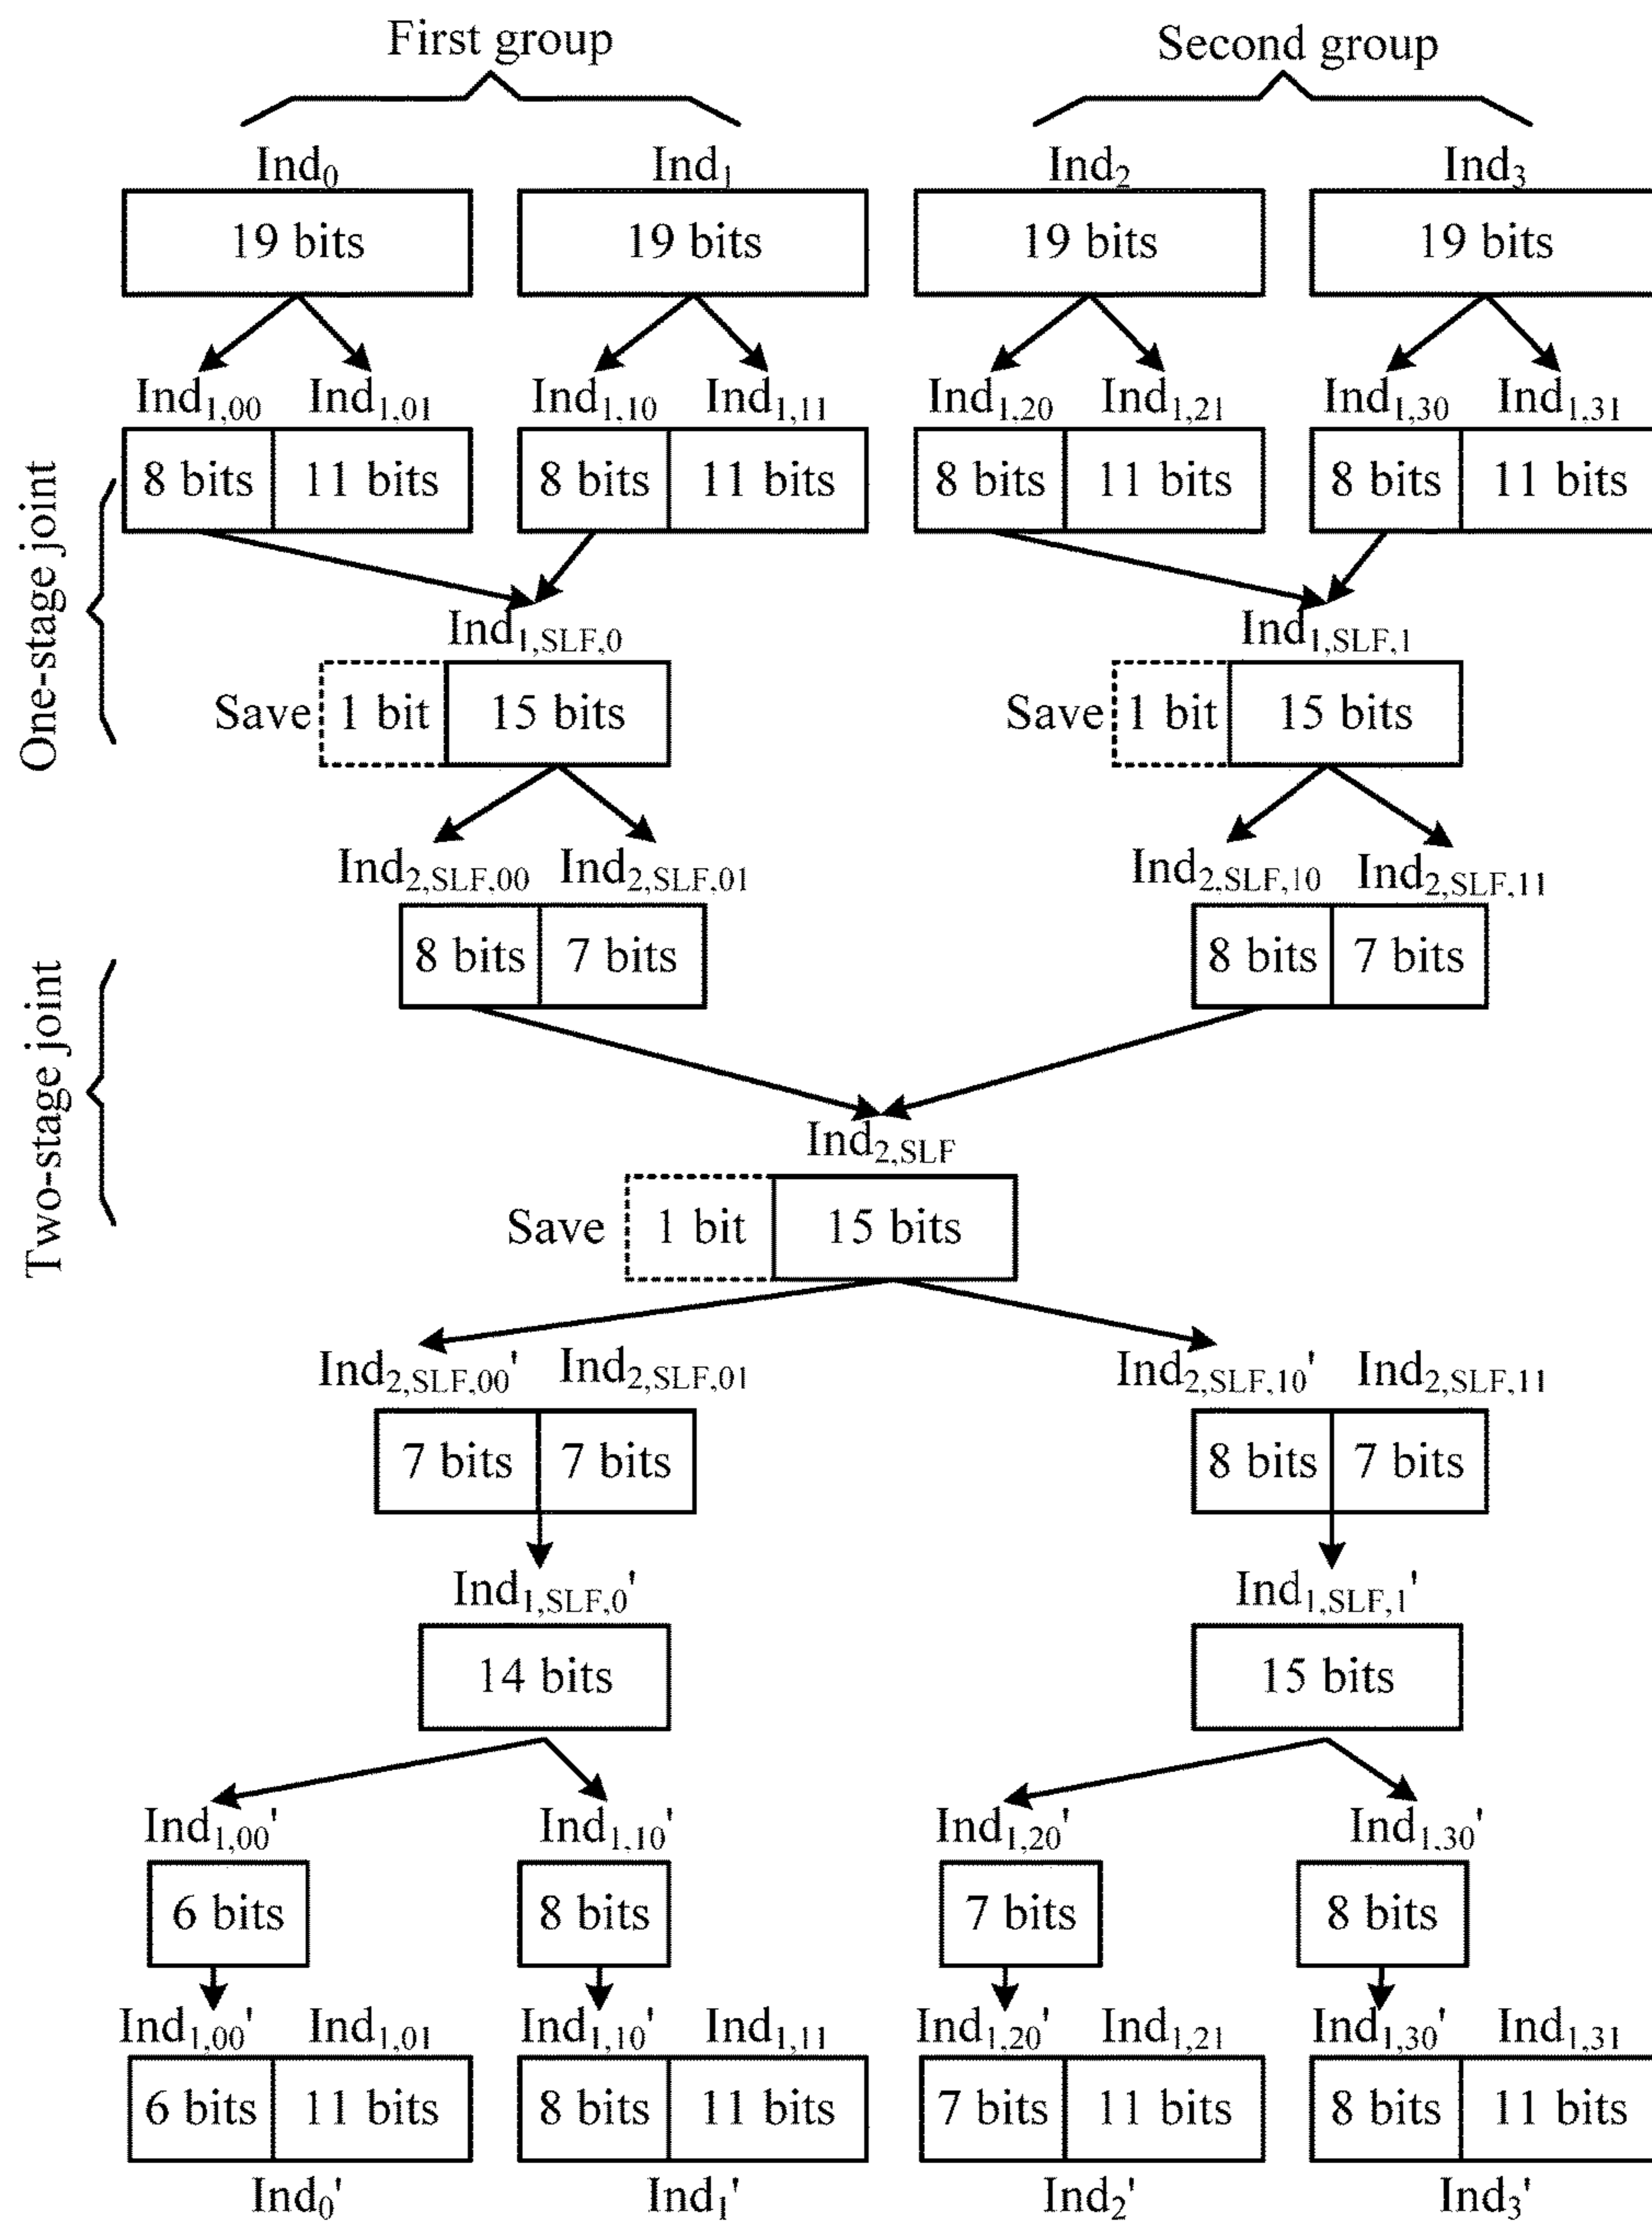 First group Second group
Ind0 Ind1 Ind2 Ind3
19 bits 19 bits 19 bits 19 bits
Ind1,00 Ind1,01 Ind1,10 Ind1,11 Ind1,20 Ind1,21 Ind1,30 Ind1,31
8 bits 11 bits 8 bits 11 bits 8 bits 11 bits 8 bits 11 bits
One-stage joint
Ind1,SLF,0 Ind1,SLF,1
Save 1 bit 15 bits Save 1 bit 15 bits
Ind2,SLF,00 Ind2,SLF,01 Ind2,SLF,10 Ind2,SLF,11
8 bits 7 bits 8 bits 7 bits
Two-stage joint
Ind2,SLF
Save 1 bit 15 bits
Ind2,SLF,00' Ind2,SLF,01 Ind2,SLF,10' Ind2,SLF,11
7 bits 7 bits 8 bits 7 bits
Ind1,SLF,0' Ind1,SLF,1'
14 bits 15 bits
Ind1,00' Ind1,10' Ind1,20' Ind1,30'
6 bits 8 bits 7 bits 8 bits
Ind1,00' Ind1,01 Ind1,10' Ind1,11 Ind1,20' Ind1,21 Ind1,30' Ind1,31
6 bits 11 bits 8 bits 11 bits 7 bits 11 bits 8 bits 11 bits
Ind0' Ind1' Ind2' Ind3'